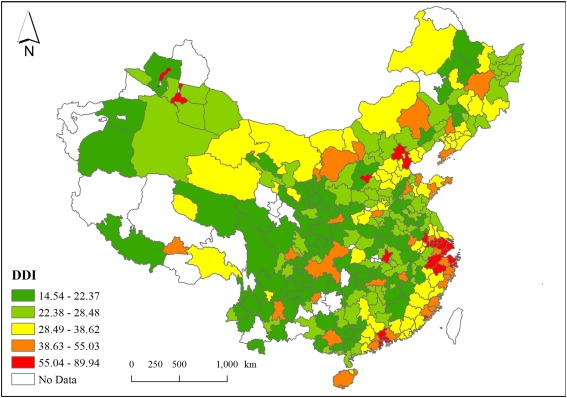 N
DDI
14.54 - 22.37
22.38 - 28.48
28.49 - 38.62
38.63 - 55.03
55.04 - 89.94
No Data
0 250 500 1,000 km